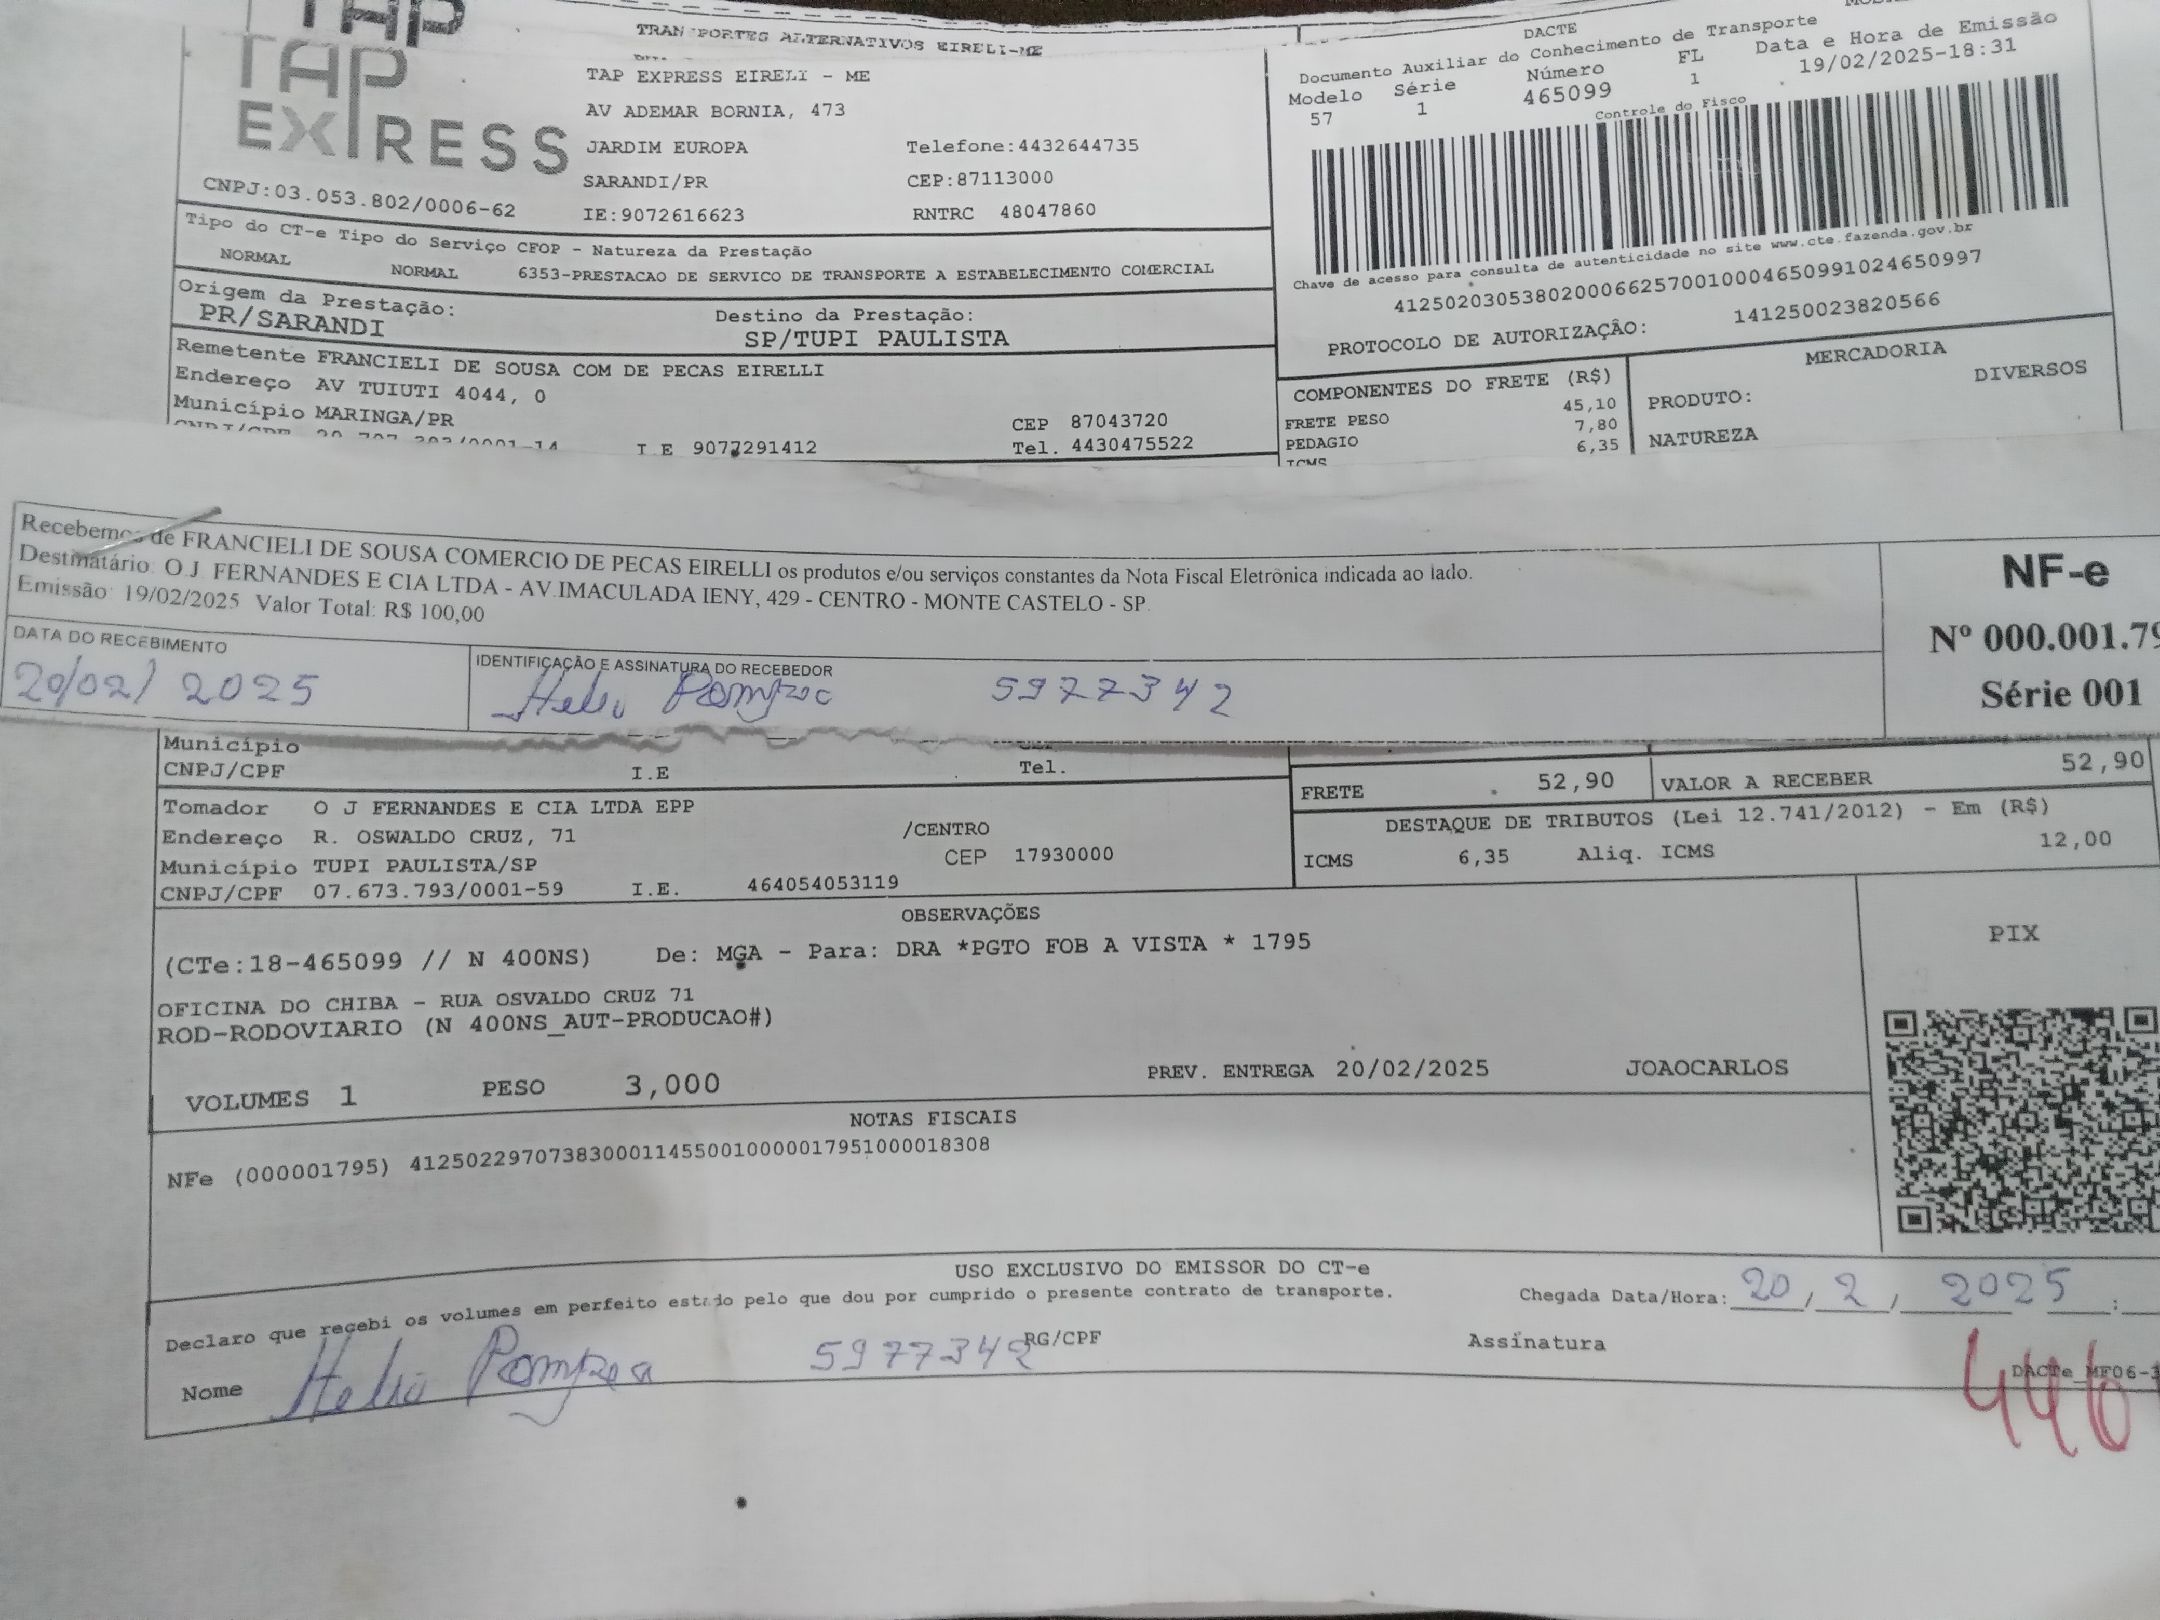 TAP
TAP
EXPRESS
CNPJ:03.053.802/0006-62
TRANSPORTES ALTERNATIVOS EIRELI-ME
TAP EXPRESS EIRELI - ME
AV ADEMAR BORNIA, 473
JARDIM EUROPA Telefone:4432644735
SARANDI/PR CEP:87113000
IE:9072616623 RNTRC 48047860
DACTE
Documento Auxiliar do Conhecimento de Transporte
Modelo Série Número FL Data e Hora de Emissão
57 1 465099 1 19/02/2025-18:31
Controle do Fisco
Chave de acesso para consulta de autenticidade no site www.cte.fazenda.gov.br
41250203053802000662570010004650991024650997
PROTOCOLO DE AUTORIZAÇÃO: 141250023820566
Tipo do CT-e Tipo do Serviço CFOP - Natureza da Prestação
NORMAL NORMAL 6353-PRESTACAO DE SERVICO DE TRANSPORTE A ESTABELECIMENTO COMERCIAL
Origem da Prestação: Destino da Prestação:
PR/SARANDI SP/TUPI PAULISTA
Remetente FRANCIELI DE SOUSA COM DE PECAS EIRELLI
Endereço AV TUIUTI 4044, 0
Município MARINGA/PR CEP 87043720
I.E 9077291412 Tel. 4430475522
COMPONENTES DO FRETE (R$)
FRETE PESO 45,10
PEDAGIO 7,80
ICMS 6,35
MERCADORIA
PRODUTO: DIVERSOS
NATUREZA
Recebemos de FRANCIELI DE SOUSA COMERCIO DE PECAS EIRELLI os produtos e/ou serviços constantes da Nota Fiscal Eletrônica indicada ao lado.
Destinatário: O J FERNANDES E CIA LTDA - AV.IMACULADA IENY, 429 - CENTRO - MONTE CASTELO - SP.
Emissão: 19/02/2025 Valor Total: R$ 100,00
DATA DO RECEBIMENTO
20/02/2025
IDENTIFICAÇÃO E ASSINATURA DO RECEBEDOR
5977342
NF-e
Nº 000.001.79
Série 001
Município
CNPJ/CPF I.E Tel.
FRETE 52,90 VALOR A RECEBER 52,90
Tomador O J FERNANDES E CIA LTDA EPP
Endereço R. OSWALDO CRUZ, 71 /CENTRO
Município TUPI PAULISTA/SP CEP 17930000
CNPJ/CPF 07.673.793/0001-59 I.E. 464054053119
DESTAQUE DE TRIBUTOS (Lei 12.741/2012) - Em (R$)
ICMS 6,35 Aliq. ICMS 12,00
OBSERVAÇÕES
(CTe:18-465099 // N 400NS) De: MGA - Para: DRA *PGTO FOB A VISTA * 1795
OFICINA DO CHIBA - RUA OSVALDO CRUZ 71
ROD-RODOVIARIO (N 400NS_AUT-PRODUCAO#)
VOLUMES 1 PESO 3,000 PREV. ENTREGA 20/02/2025 JOAOCARLOS
PIX
NOTAS FISCAIS
NFe (000001795) 41250229707383000114550010000017951000018308
USO EXCLUSIVO DO EMISSOR DO CT-e
Declaro que recebi os volumes em perfeito estado pelo que dou por cumprido o presente contrato de transporte.
Chegada Data/Hora: 20/2/2025 :
Nome 5977342 RG/CPF Assinatura